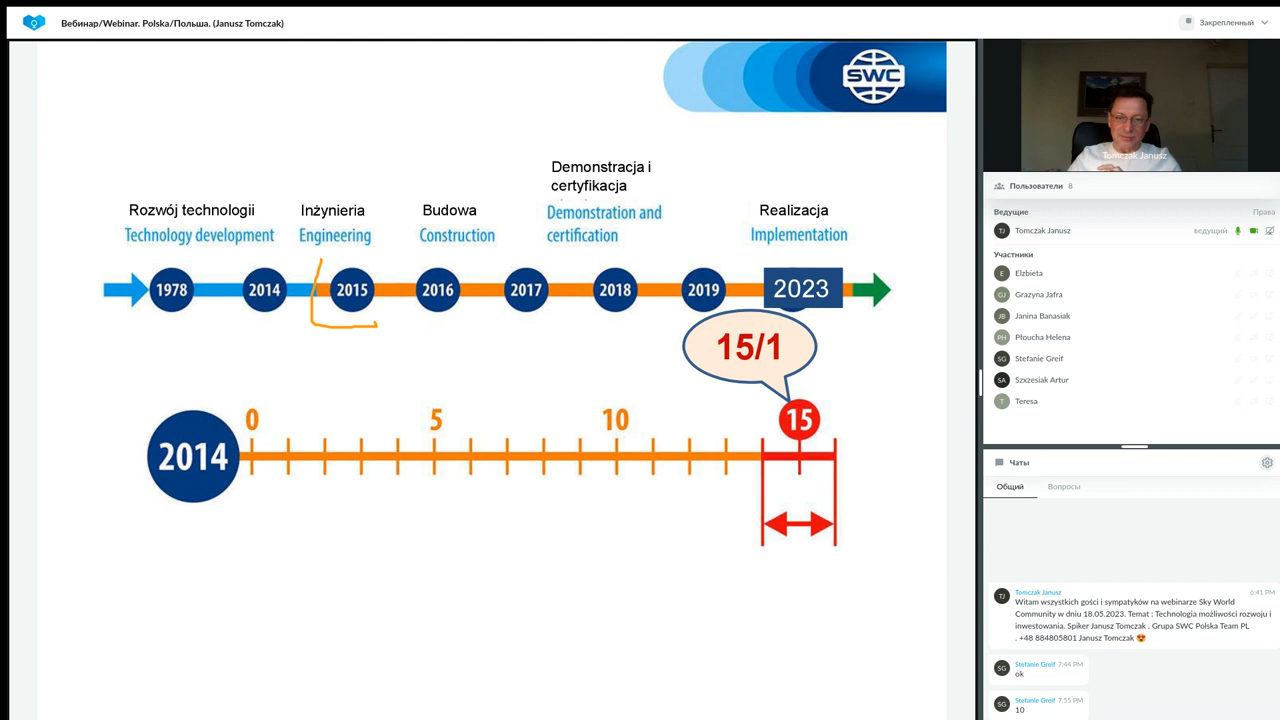 Вебинар/Webinar. Polska/Польша. (Janusz Tomczak)
Закрепленный
SWC
Demonstracja i
certyfikacja
Rozwój technologii
Inżynieria
Budowa
Realizacja
Technology development
Engineering
Construction
Demonstration and
certification
Implementation
1978
2014
2015
2016
2017
2018
2019
2023
15/1
0
5
10
15
2014
Tomczak Janusz
Пользователи 8
Ведущие
Права
TJ
Tomczak Janusz
ведущий
Участники
E
Elzbieta
GJ
Grazyna Jafra
JB
Janina Banasiak
PH
Płoucha Helena
SG
Stefanie Greif
SA
Szxzesiak Artur
T
Teresa
Чаты
Общий
Вопросы
TJ
Tomczak Janusz
6:41 PM
Witam wszystkich gości i sympatyków na webinarze Sky World
Community w dniu 18.05.2023. Temat : Technologia możliwości rozwoju i
inwestowania. Spiker Janusz Tomczak . Grupa SWC Polska Team PL
. +48 884805801 Janusz Tomczak 😍
SG
Stefanie Greif 7:44 PM
ok
SG
Stefanie Greif 7:55 PM
10